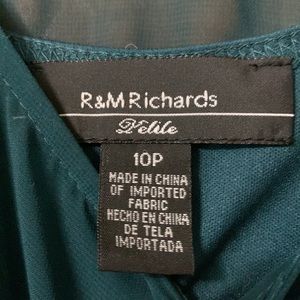 R&M Richards
Petite
10P
MADE IN CHINA
OF IMPORTED
FABRIC
HECHO EN CHINA
DE TELA
IMPORTADA